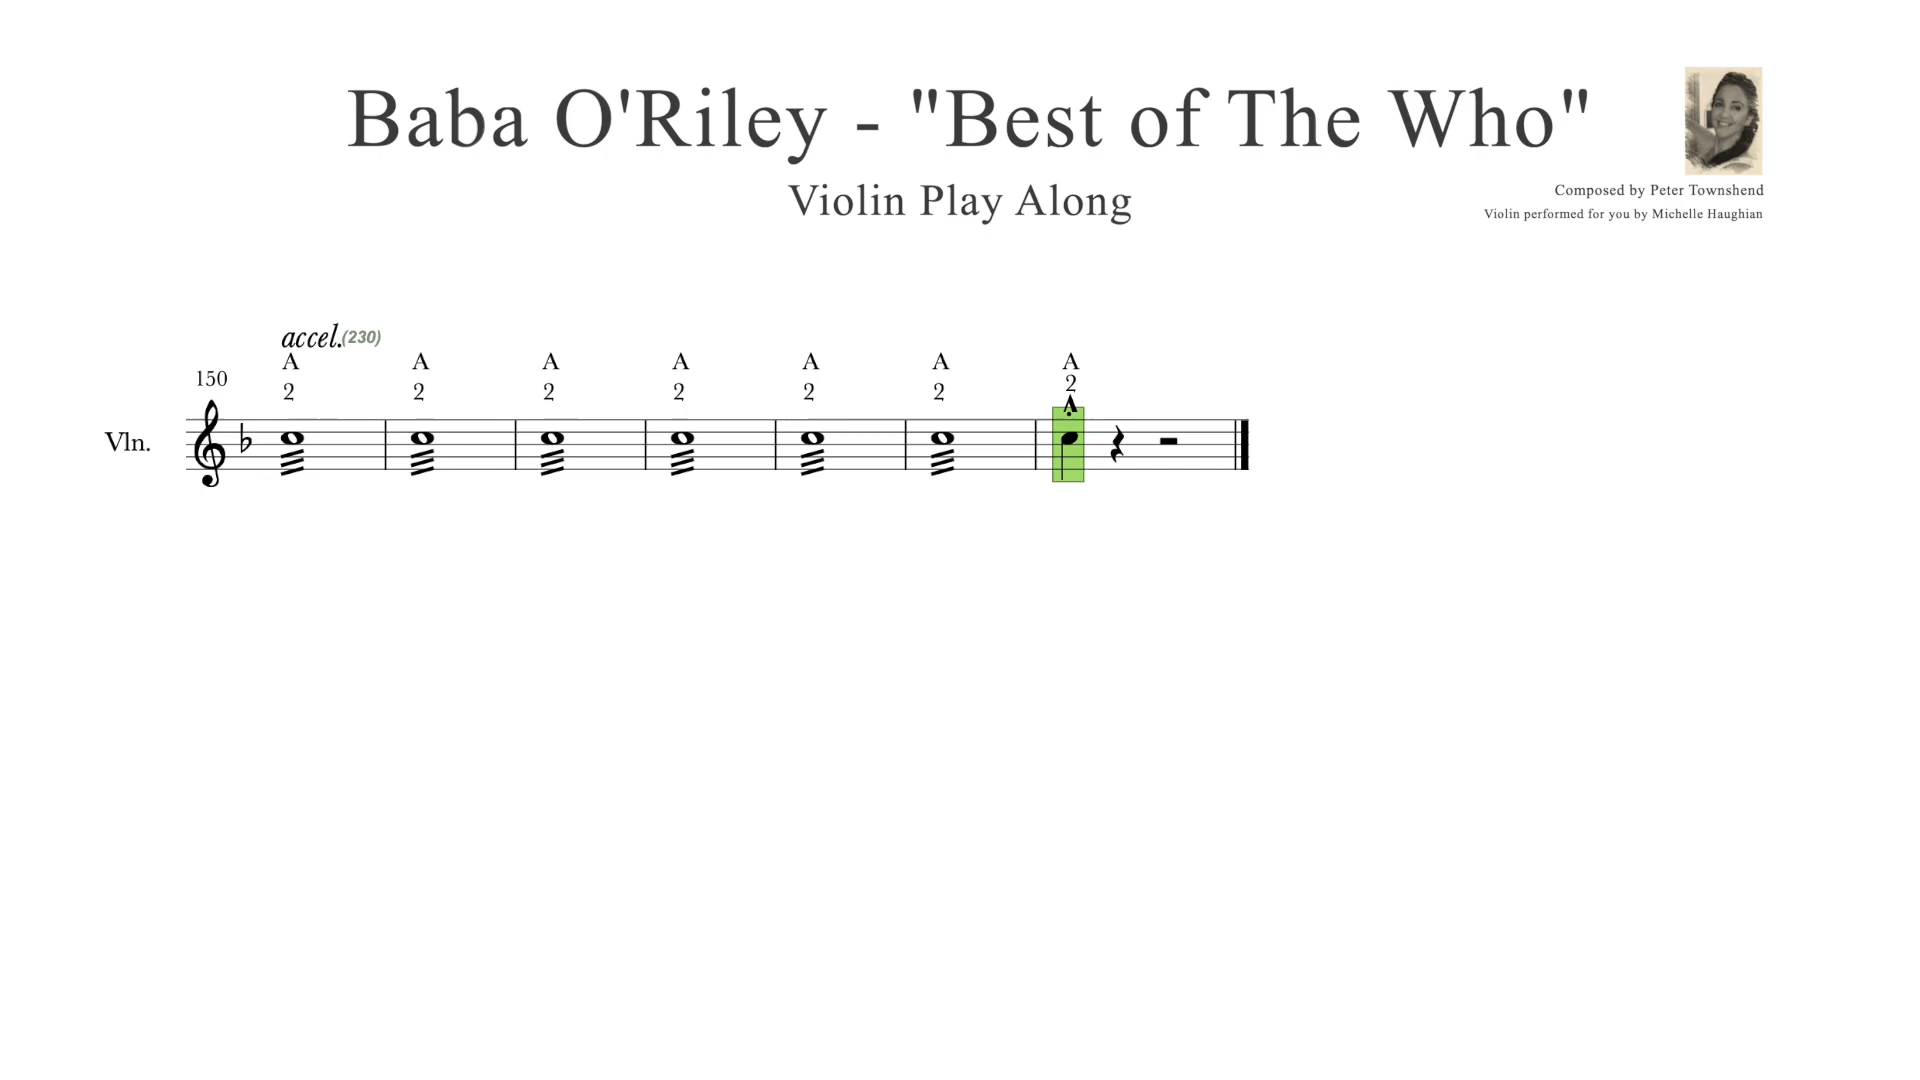 Baba O'Riley - "Best of The Who"
Violin Play Along
Composed by Peter Townshend
Violin performed for you by Michelle Haughian
accel.(230)
A A A A A A A
150 2 2 2 2 2 2 2
Vln.